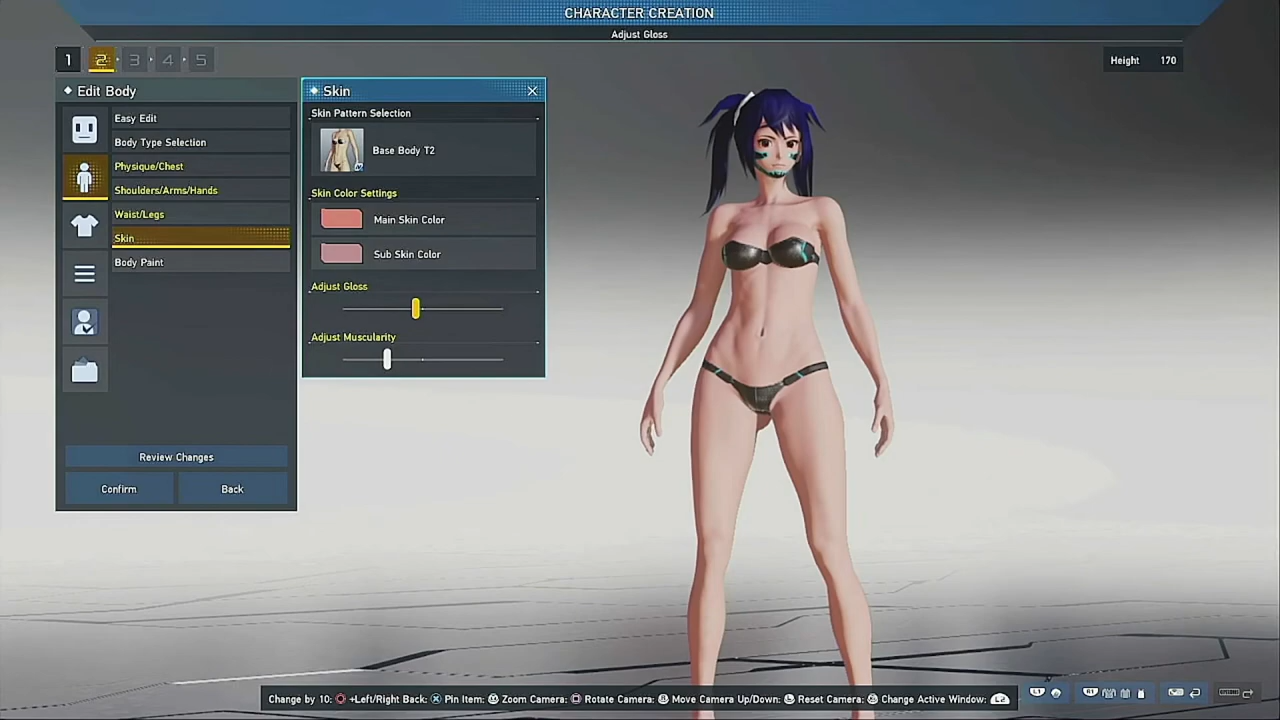 CHARACTER CREATION
Adjust Gloss
1 2 3 4 5
Height 170
Edit Body
Easy Edit
Body Type Selection
Physique/Chest
Shoulders/Arms/Hands
Waist/Legs
Skin
Body Paint
Review Changes
Confirm
Back
Skin
Skin Pattern Selection
Base Body T2
Skin Color Settings
Main Skin Color
Sub Skin Color
Adjust Gloss
Adjust Muscularity
Change by 10: +Left/Right Back: Pin Item: Zoom Camera: Rotate Camera: Move Camera Up/Down: Reset Camera: Change Active Window: L2